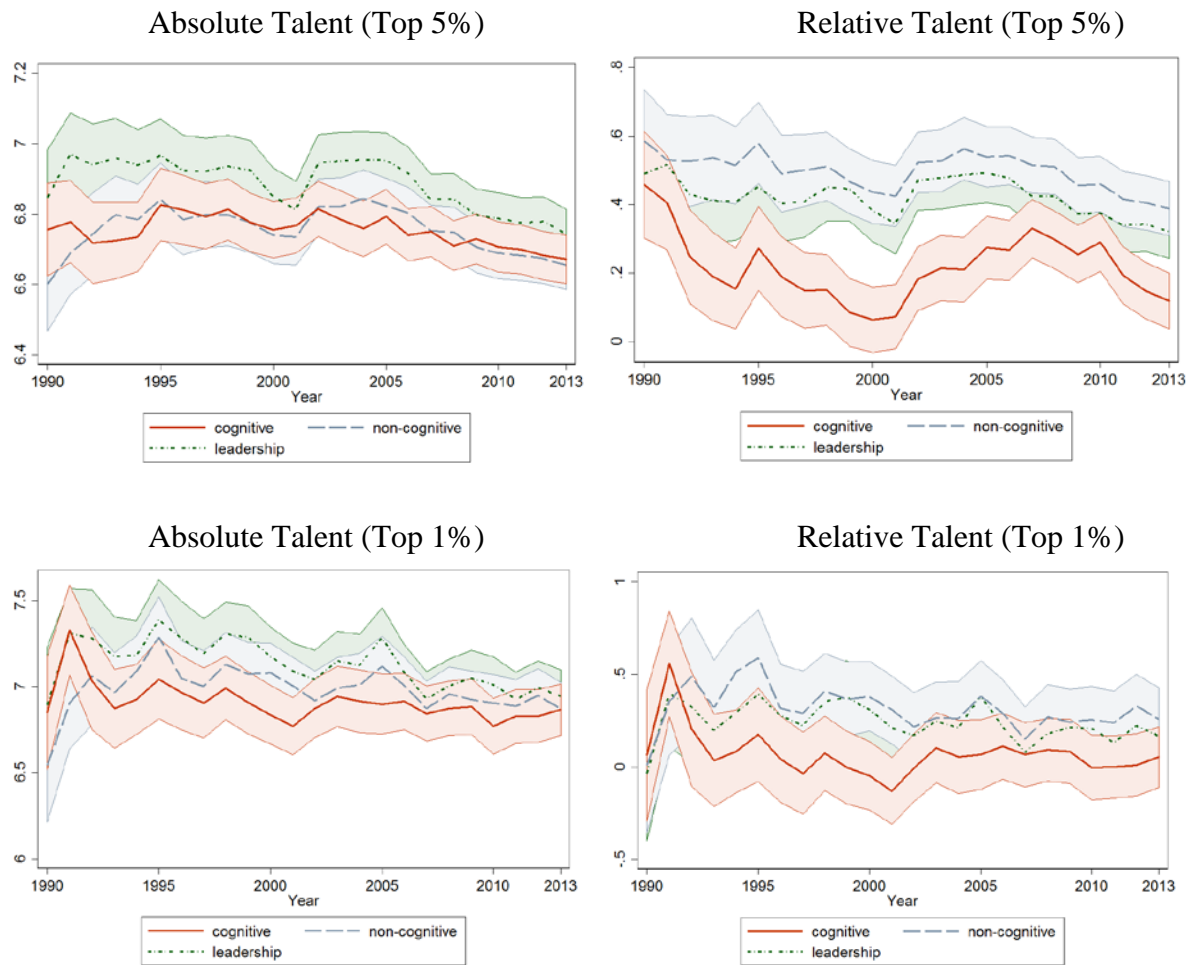 Absolute Talent (Top 5%)
Relative Talent (Top 5%)
7.2
7
6.8
6.6
6.4
1990
1995
2000
2005
2010
2013
Year
cognitive
non-cognitive
leadership
.8
.6
.4
.2
0
1990
1995
2000
2005
2010
2013
Year
cognitive
non-cognitive
leadership
Absolute Talent (Top 1%)
Relative Talent (Top 1%)
7.5
7
6.5
6
1990
1995
2000
2005
2010
2013
Year
cognitive
non-cognitive
leadership
1
.5
0
-.5
1990
1995
2000
2005
2010
2013
Year
cognitive
non-cognitive
leadership